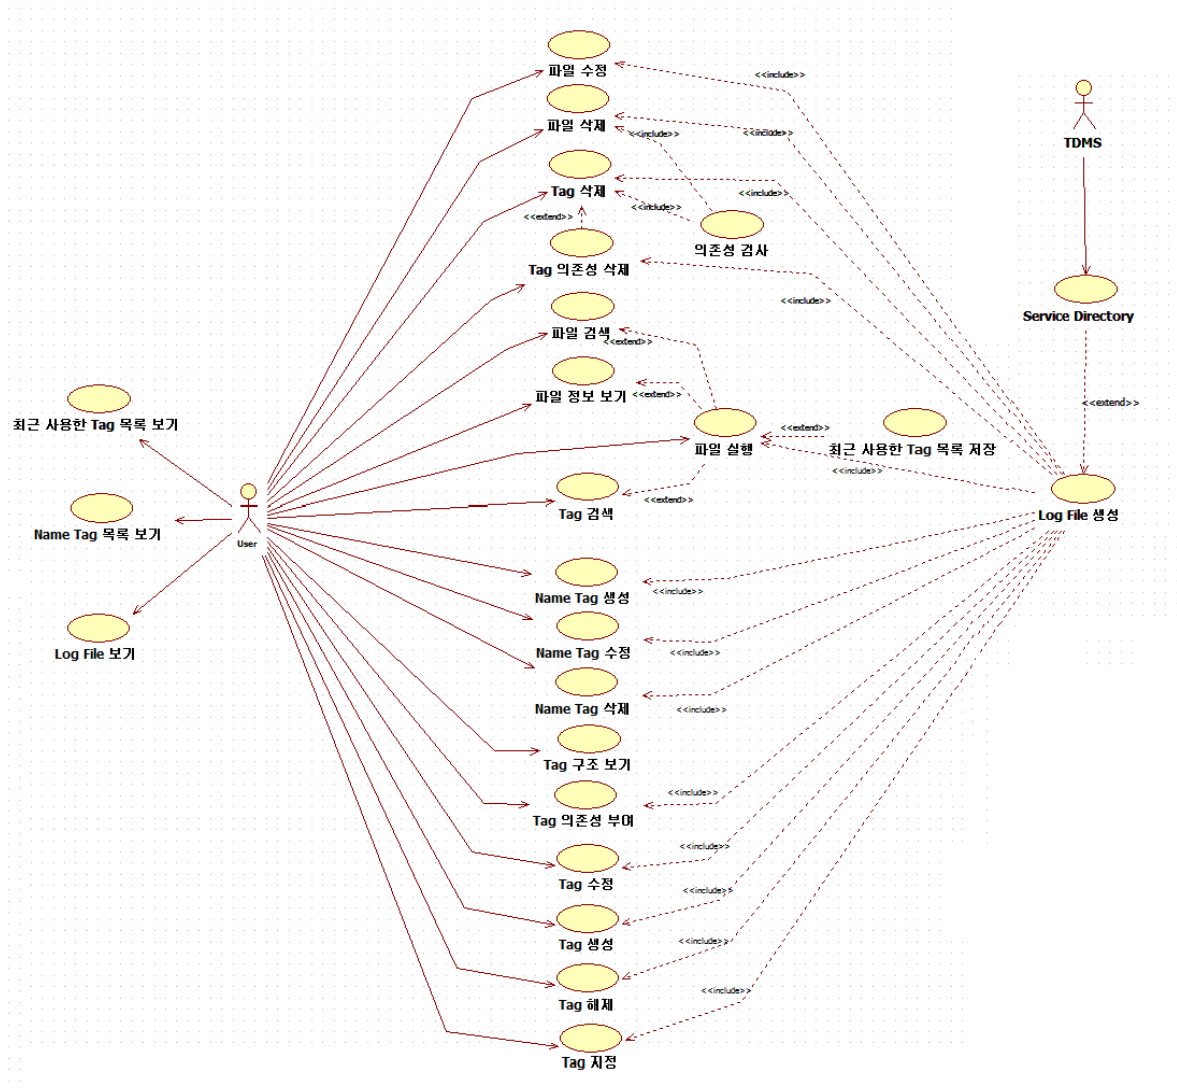 파일 수정
<<include>>
TDMS
파일 삭제
<<include>>
<<include>>
Tag 삭제
<<include>>
<<include>>
<<extend>>
의존성 검사
Tag 의존성 삭제
<<include>>
Service Directory
파일 검색
<<extend>>
파일 정보 보기
<<extend>>
<<extend>>
최근 사용한 Tag 목록 보기
<<extend>>
파일 실행
최근 사용한 Tag 목록 저장
<<include>>
<<extend>>
Tag 검색
Log File 생성
Name Tag 목록 보기
User
Name Tag 생성
<<include>>
Log File 보기
Name Tag 수정
<<include>>
Name Tag 삭제
<<include>>
Tag 구조 보기
<<include>>
Tag 의존성 부여
<<include>>
Tag 수정
<<include>>
Tag 생성
<<include>>
Tag 해제
<<include>>
Tag 지정